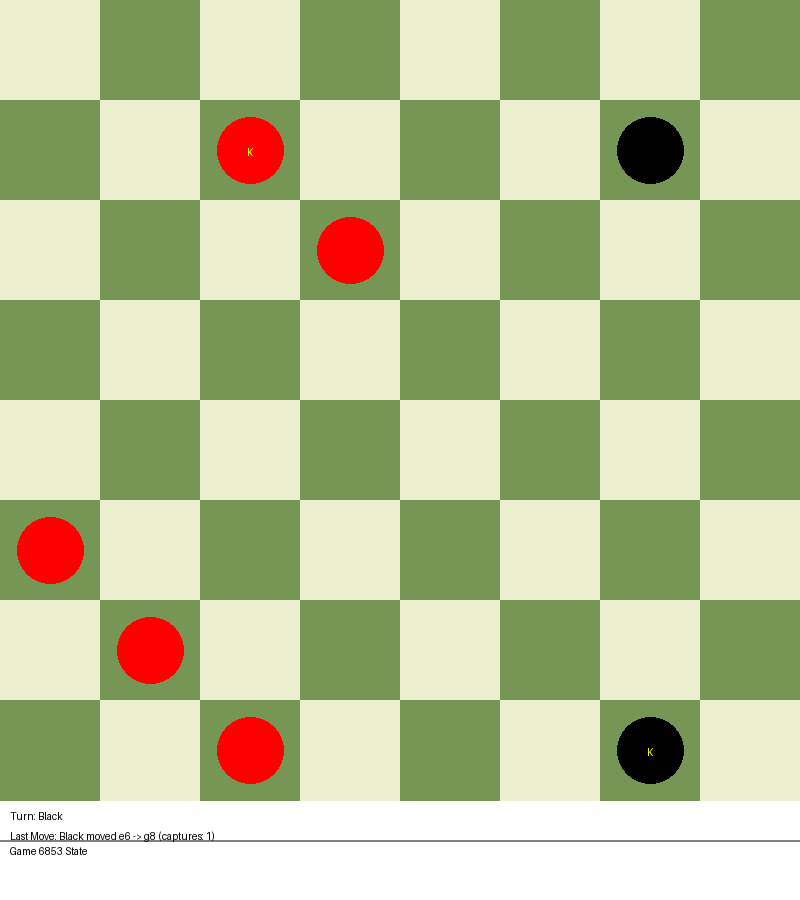 K
K
Turn: Black
Last Move: Black moved e6 -> g8 (captures: 1)
Game 6853 State